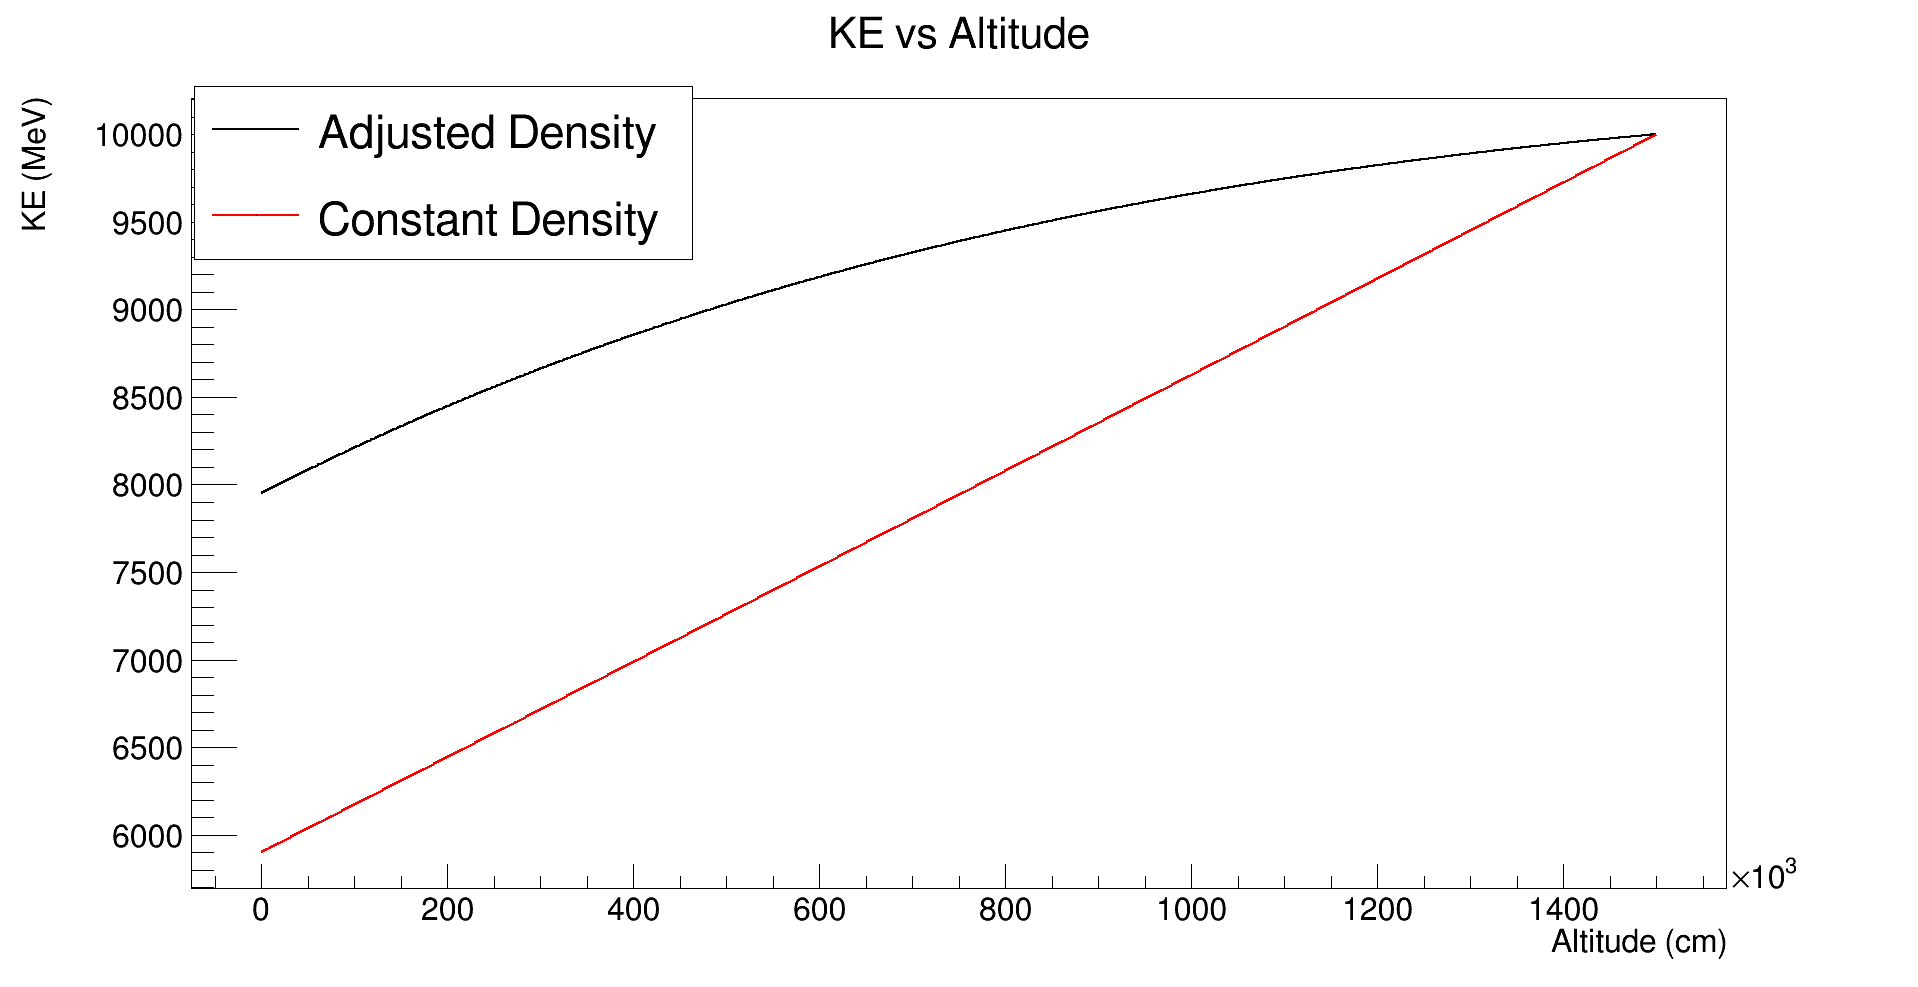 KE vs Altitude
KE (MeV)
Adjusted Density
Constant Density
10000
9500
9000
8500
8000
7500
7000
6500
6000
0 200 400 600 800 1000 1200 1400
×10³
Altitude (cm)